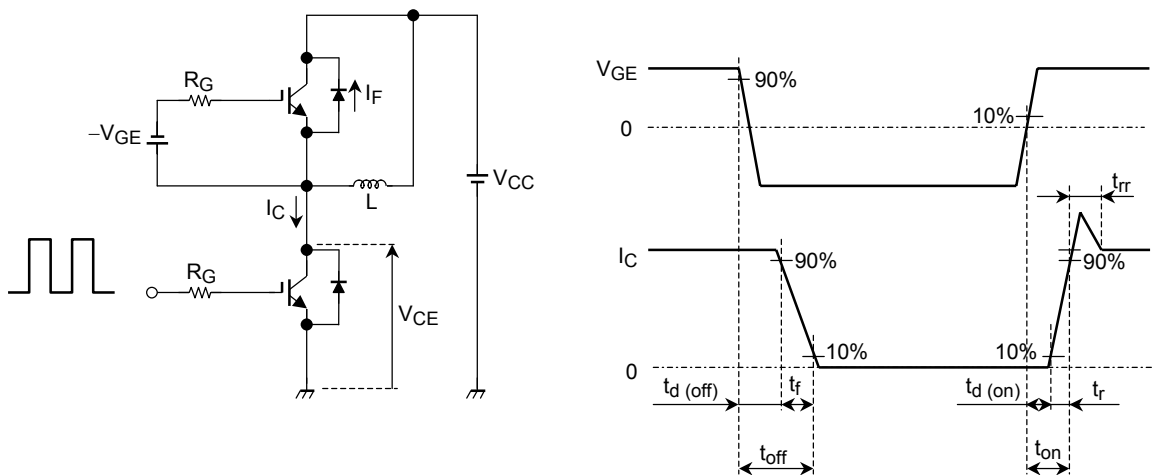 R_G
I_F
−V_GE
V_CC
L
I_C
R_G
V_CE
V_GE
90%
0
10%
t_rr
I_C
90%
90%
10%
10%
0
t_d (off)
t_f
t_d (on)
t_r
t_off
t_on